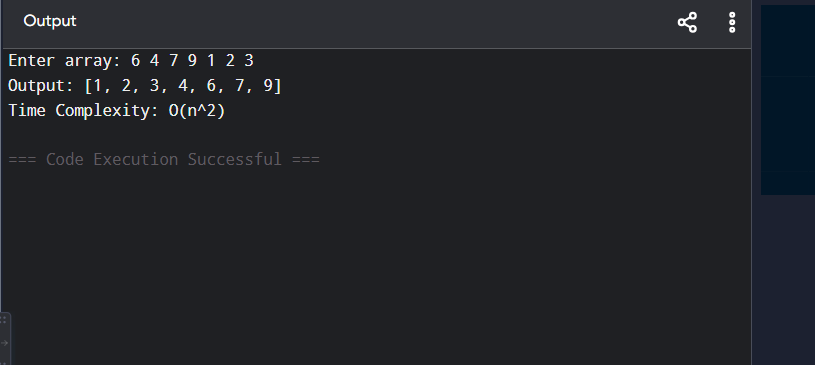 Output
Enter array: 6 4 7 9 1 2 3
Output: [1, 2, 3, 4, 6, 7, 9]
Time Complexity: O(n^2)
=== Code Execution Successful ===